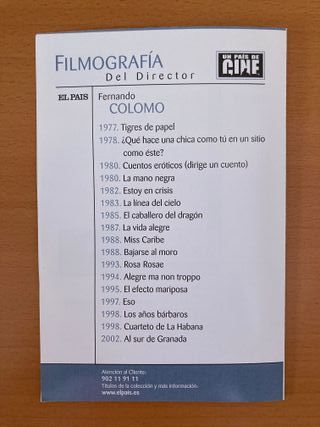 FILMOGRAFÍA
Del Director
UN PAÍS DE
CINE
EL PAIS
Fernando
COLOMO
1977. Tigres de papel
1978. ¿Qué hace una chica como tú en un sitio
como éste?
1980. Cuentos eróticos (dirige un cuento)
1980. La mano negra
1982. Estoy en crisis
1983. La línea del cielo
1985. El caballero del dragón
1987. La vida alegre
1988. Miss Caribe
1988. Bajarse al moro
1993. Rosa Rosae
1994. Alegre ma non troppo
1995. El efecto mariposa
1997. Eso
1998. Los años bárbaros
1998. Cuarteto de La Habana
2002. Al sur de Granada
Atención al Cliente:
902 11 91 11
Títulos de la colección y más información:
www.elpais.es